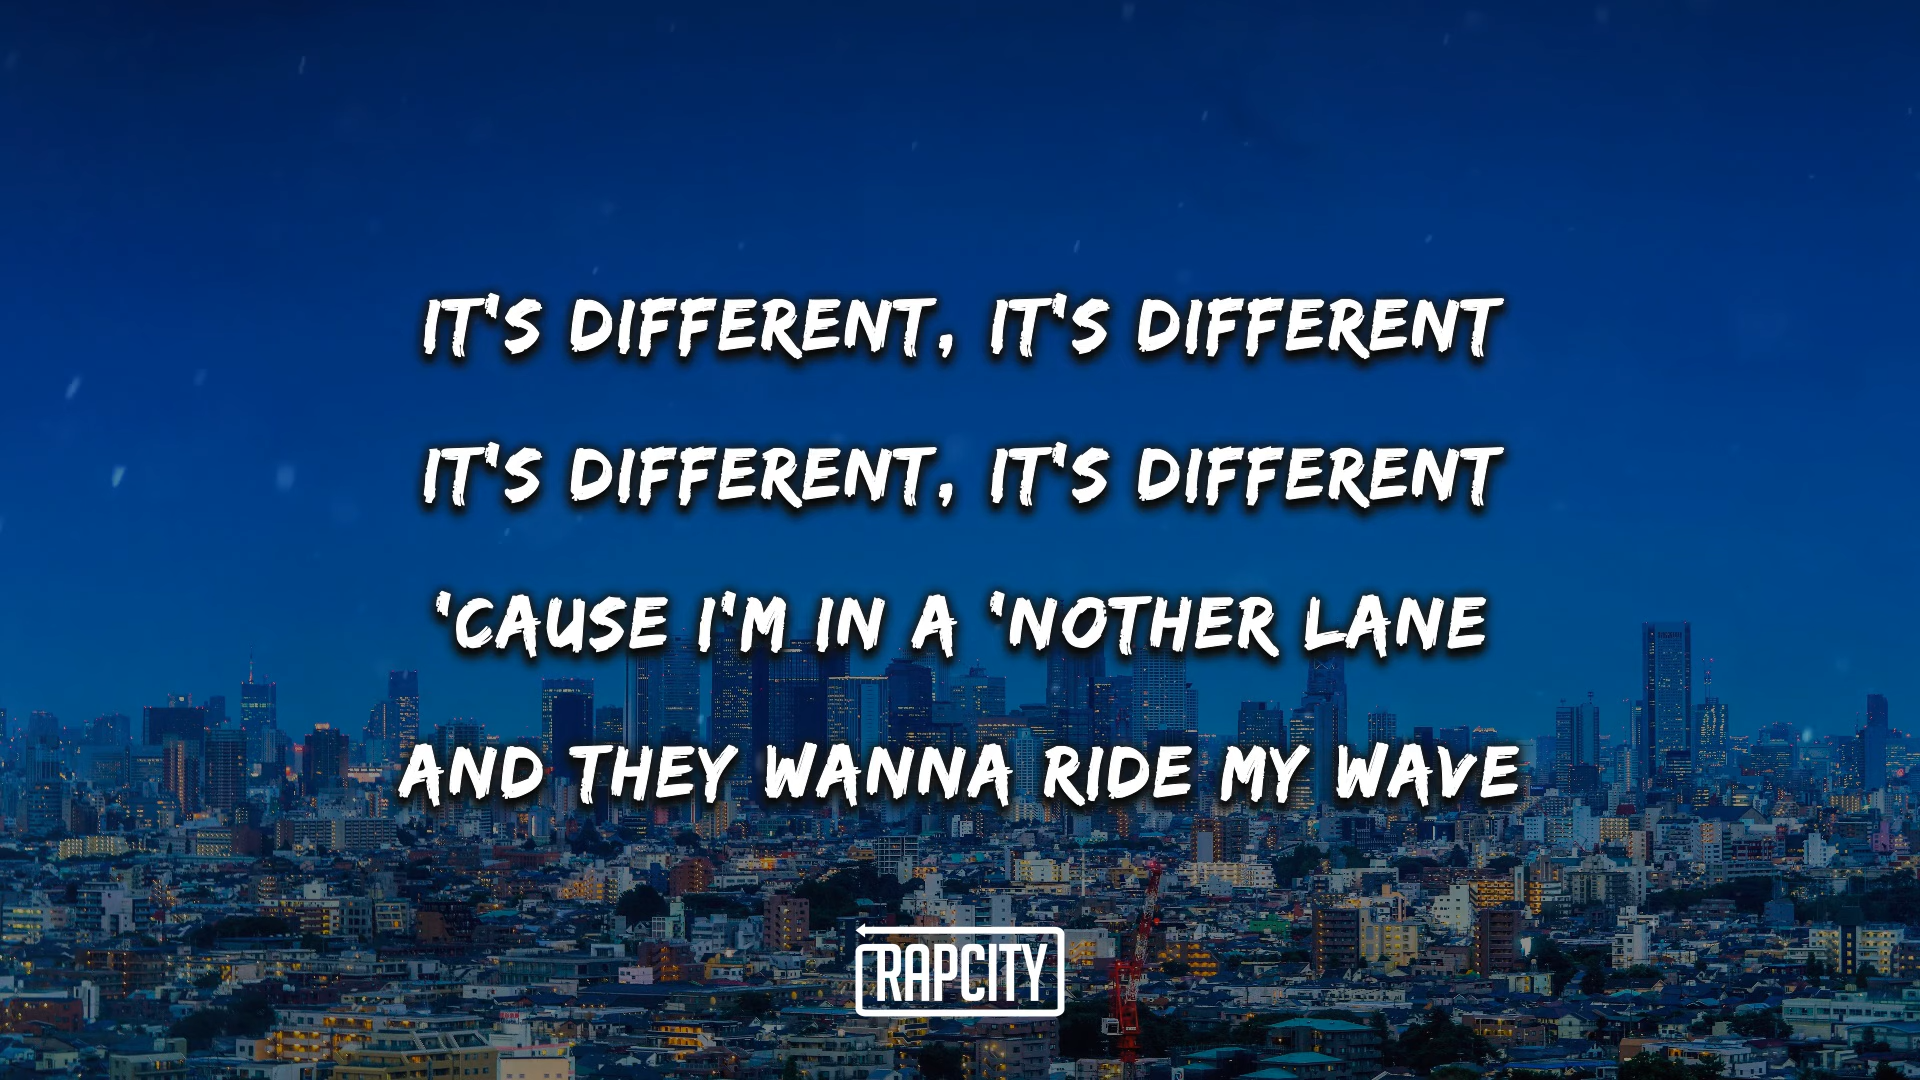 IT'S DIFFERENT, IT'S DIFFERENT
IT'S DIFFERENT, IT'S DIFFERENT
'CAUSE I'M IN A 'NOTHER LANE
AND THEY WANNA RIDE MY WAVE
RAPCITY